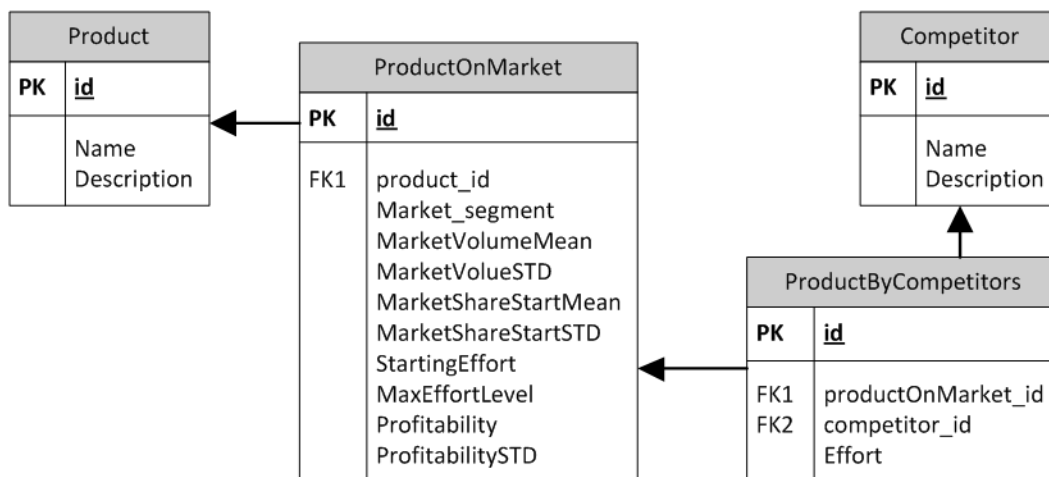 Product
PK id
Name
Description
ProductOnMarket
PK id
FK1 product_id
Market_segment
MarketVolumeMean
MarketVolueSTD
MarketShareStartMean
MarketShareStartSTD
StartingEffort
MaxEffortLevel
Profitability
ProfitabilitySTD
Competitor
PK id
Name
Description
ProductByCompetitors
PK id
FK1 productOnMarket_id
FK2 competitor_id
Effort